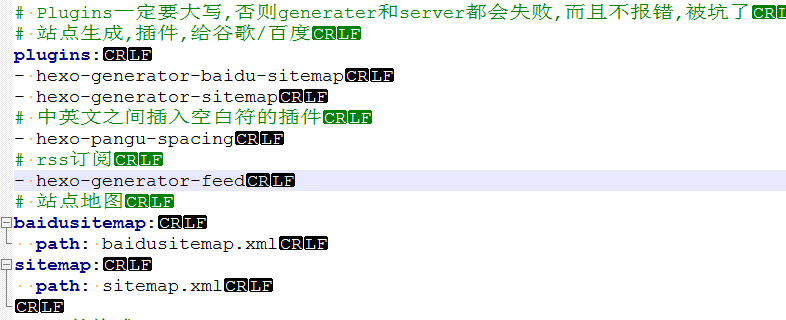 # Plugins一定要大写,否则generater和server都会失败,而且不报错,被坑了CRLF
# 站点生成,插件,给谷歌/百度CRLF
plugins:CRLF
- hexo-generator-baidu-sitemapCRLF
- hexo-generator-sitemapCRLF
# 中英文之间插入空白符的插件CRLF
- hexo-pangu-spacingCRLF
# rss订阅CRLF
- hexo-generator-feedCRLF
# 站点地图CRLF
baidusitemap:CRLF
  path: baidusitemap.xmlCRLF
sitemap:CRLF
  path: sitemap.xmlCRLF
CRLF